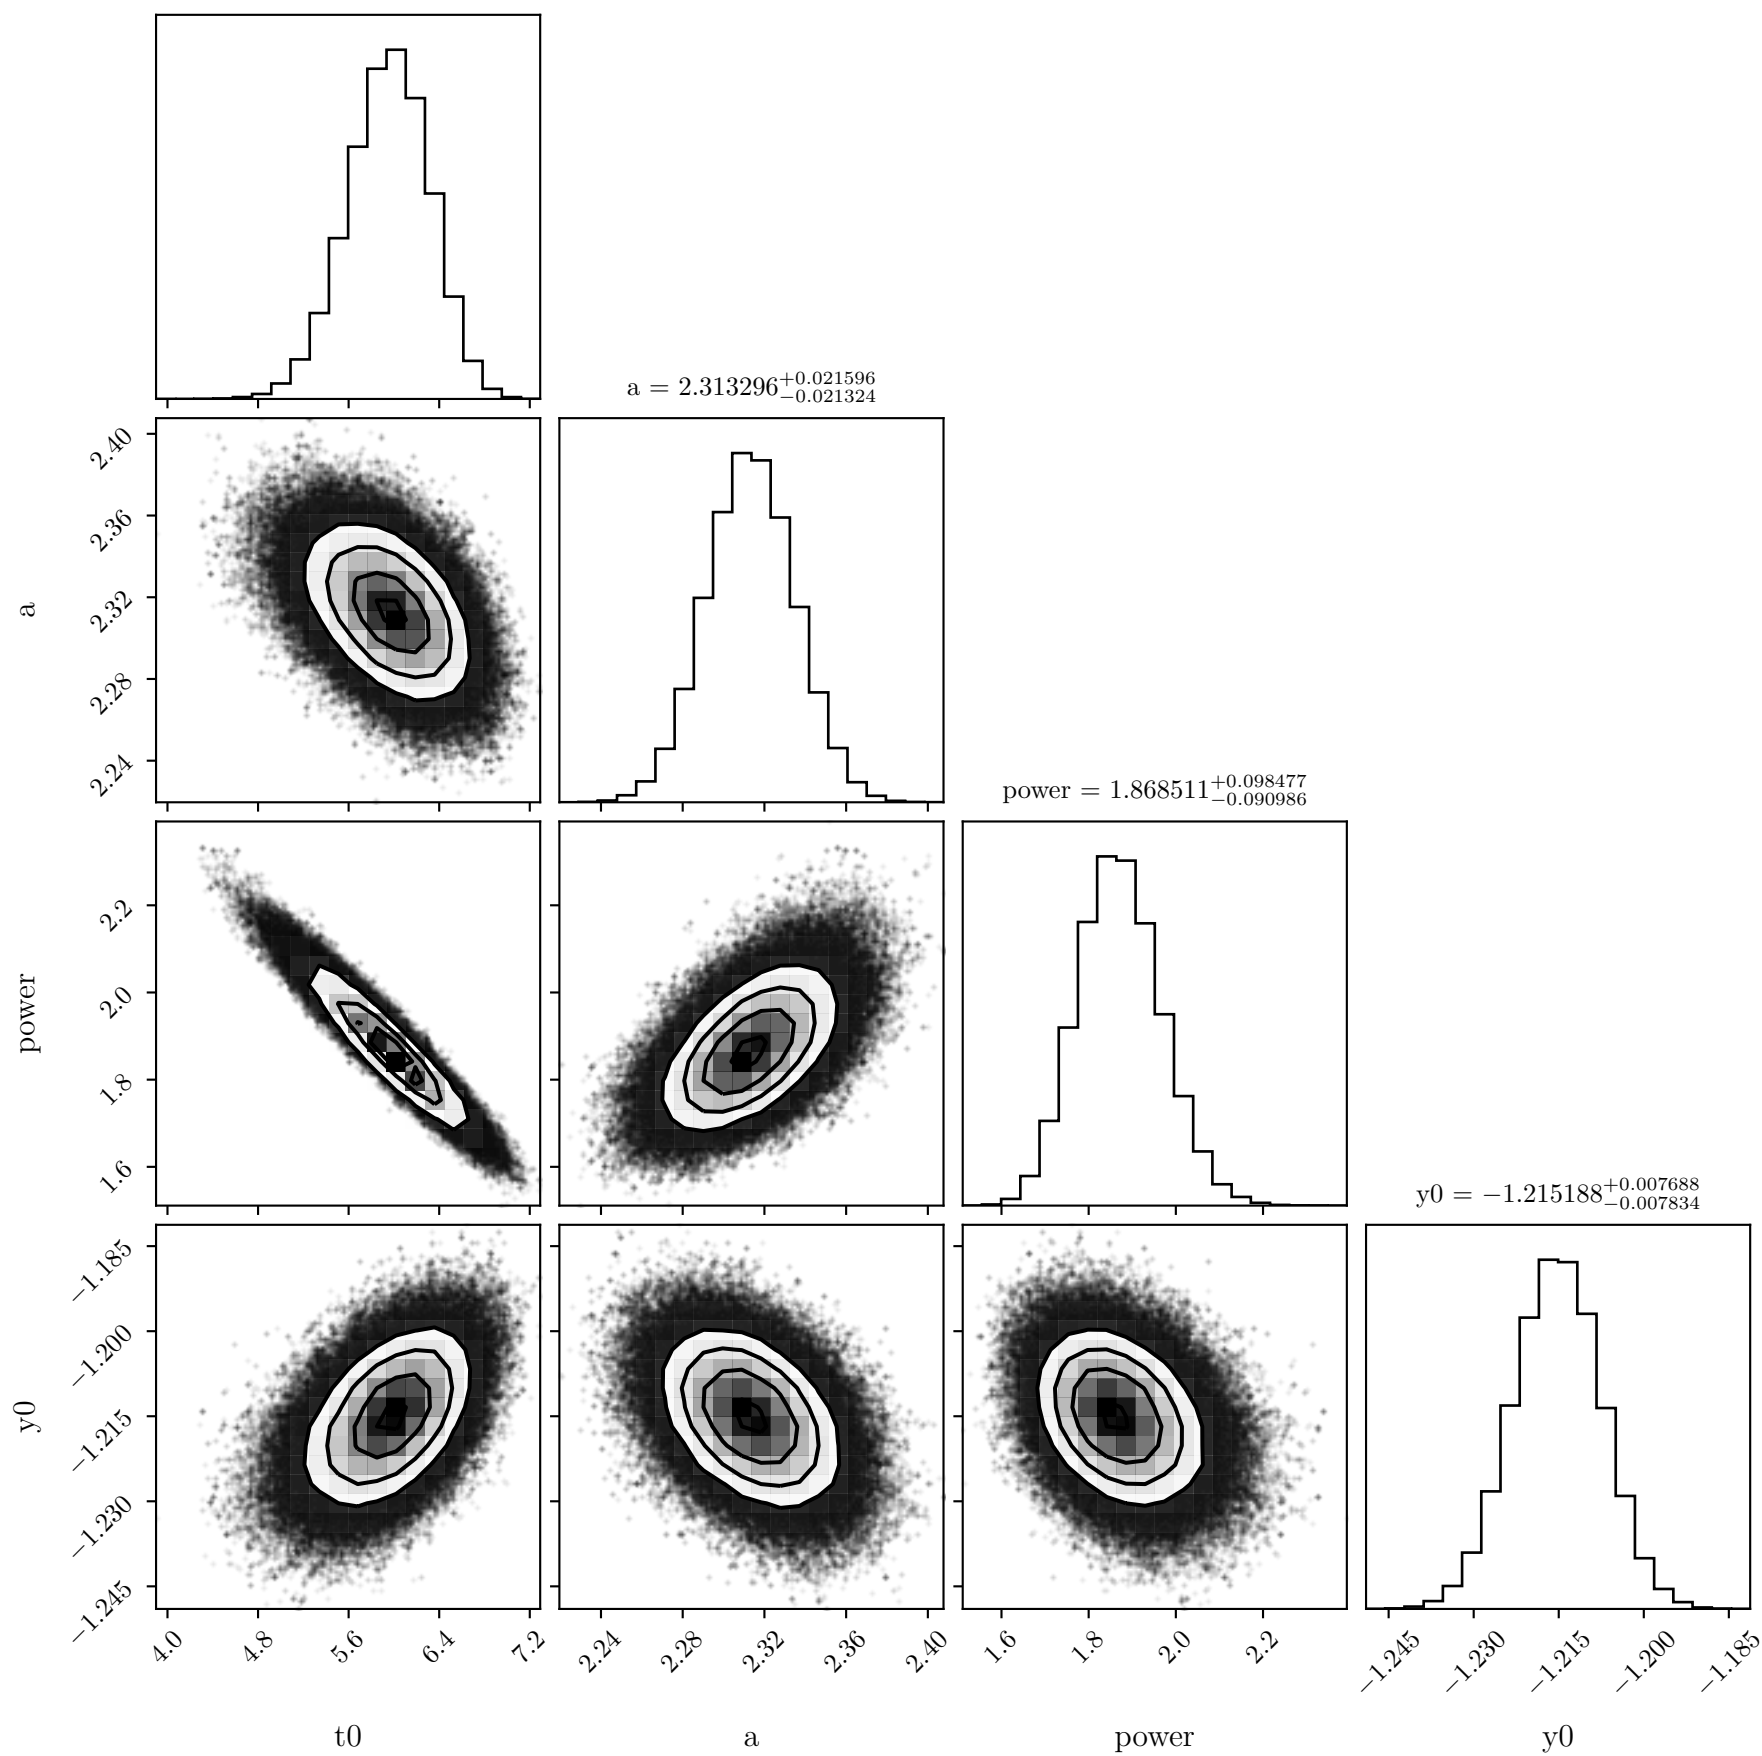 a = 2.313296+0.021596 −0.021324
2.40
2.36
2.32
2.28
2.24
a
power = 1.868511+0.098477 −0.090986
2.2
2.0
1.8
1.6
power
y0 = −1.215188+0.007688 −0.007834
−1.185
−1.200
−1.215
−1.230
−1.245
y0
4.0 4.8 5.6 6.4 7.2
2.24 2.28 2.32 2.36 2.40
1.6 1.8 2.0 2.2
−1.245 −1.230 −1.215 −1.200 −1.185
t0 a power y0